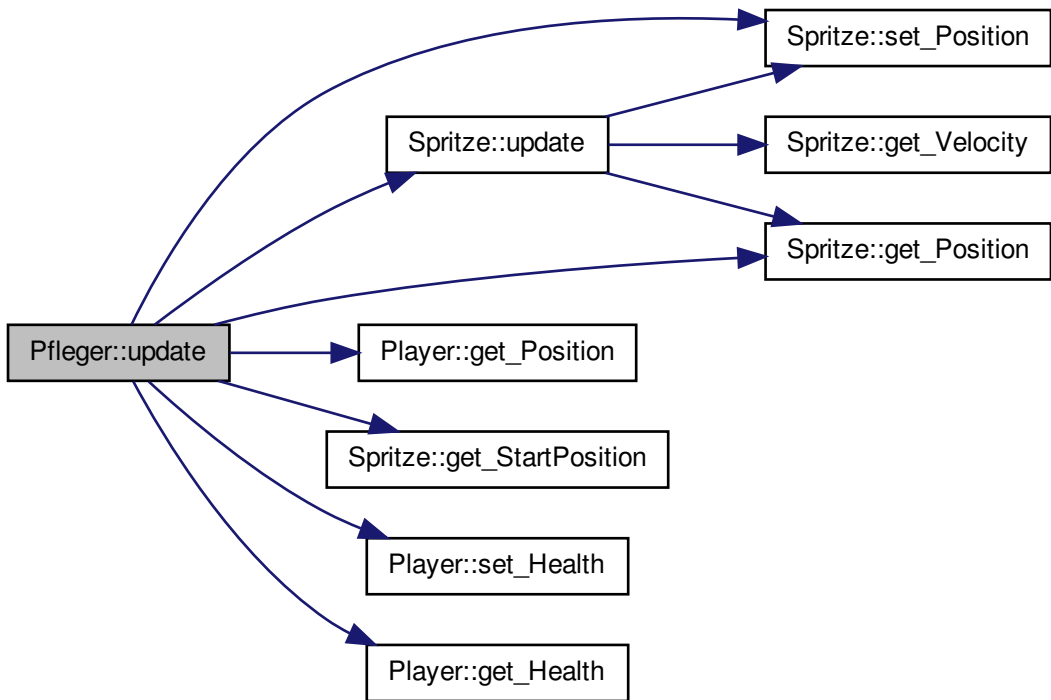 Spritze::set_Position
Spritze::update
Spritze::get_Velocity
Spritze::get_Position
Pfleger::update
Player::get_Position
Spritze::get_StartPosition
Player::set_Health
Player::get_Health